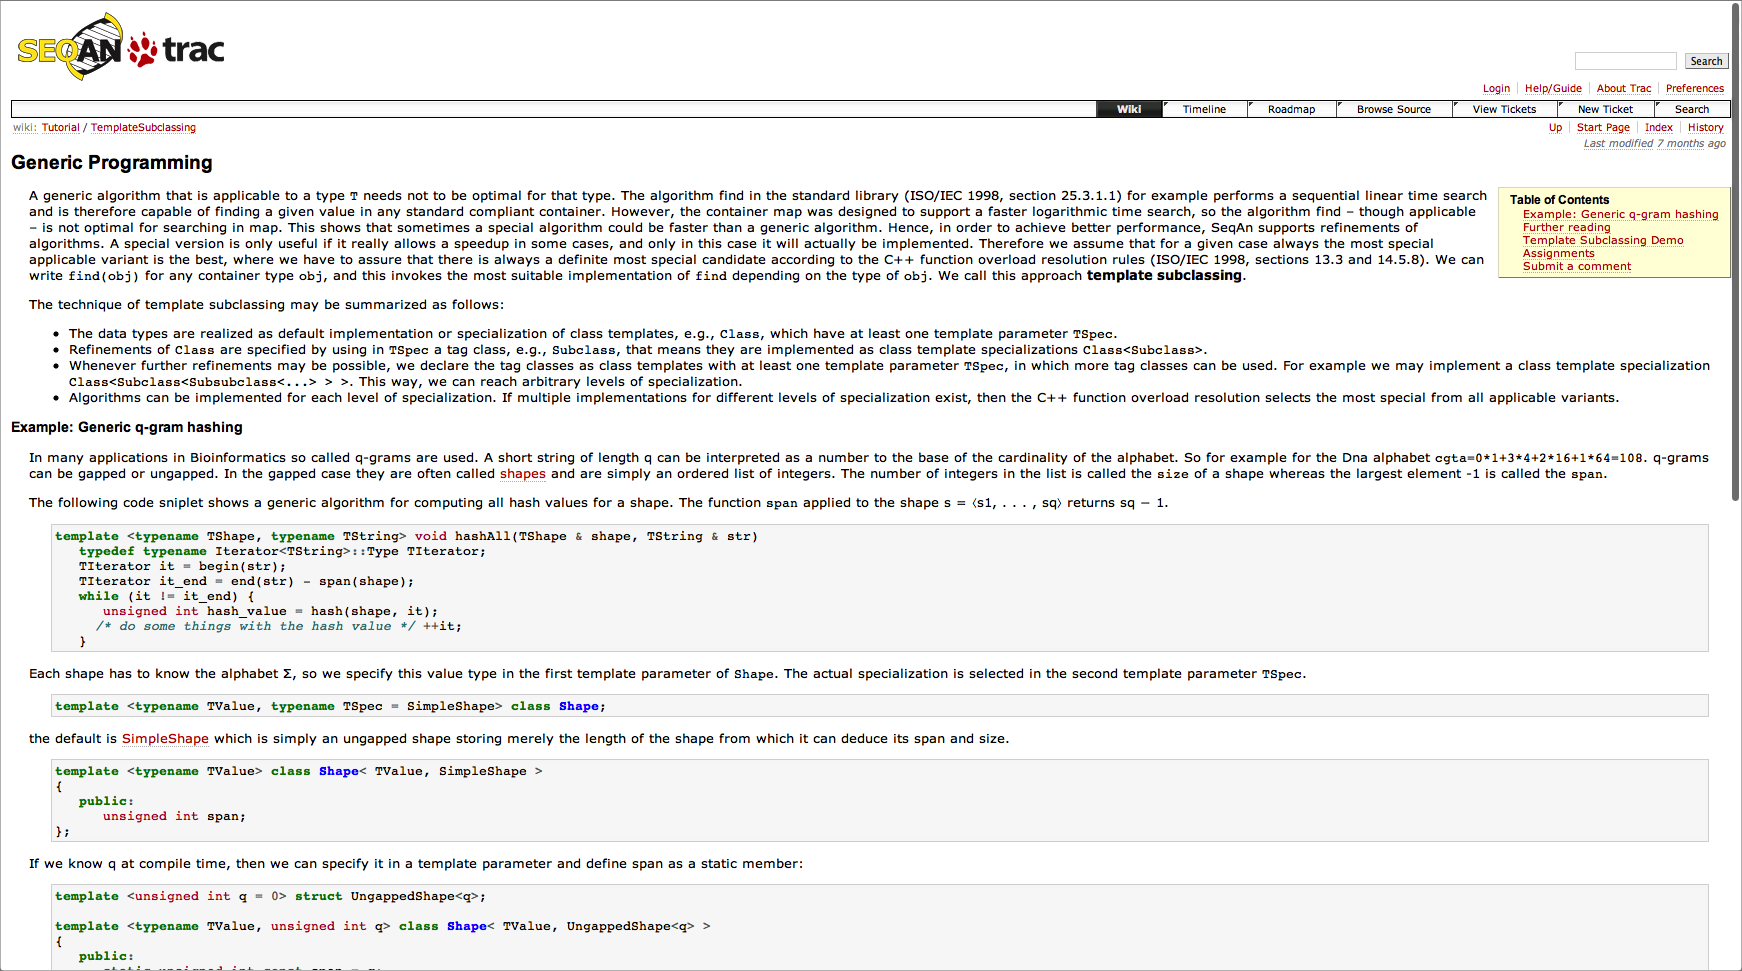 SEQAN trac
Search
Login Help/Guide About Trac Preferences
Wiki Timeline Roadmap Browse Source View Tickets New Ticket Search
wiki: Tutorial / TemplateSubclassing
Up Start Page Index History
Last modified 7 months ago
Generic Programming
A generic algorithm that is applicable to a type T needs not to be optimal for that type. The algorithm find in the standard library (ISO/IEC 1998, section 25.3.1.1) for example performs a sequential linear time search
and is therefore capable of finding a given value in any standard compliant container. However, the container map was designed to support a faster logarithmic time search, so the algorithm find – though applicable
– is not optimal for searching in map. This shows that sometimes a special algorithm could be faster than a generic algorithm. Hence, in order to achieve better performance, SeqAn supports refinements of
algorithms. A special version is only useful if it really allows a speedup in some cases, and only in this case it will actually be implemented. Therefore we assume that for a given case always the most special
applicable variant is the best, where we have to assure that there is always a definite most special candidate according to the C++ function overload resolution rules (ISO/IEC 1998, sections 13.3 and 14.5.8). We can
write find(obj) for any container type obj, and this invokes the most suitable implementation of find depending on the type of obj. We call this approach template subclassing.
Table of Contents
Example: Generic q-gram hashing
Further reading
Template Subclassing Demo
Assignments
Submit a comment
The technique of template subclassing may be summarized as follows:
• The data types are realized as default implementation or specialization of class templates, e.g., Class, which have at least one template parameter TSpec.
• Refinements of Class are specified by using in TSpec a tag class, e.g., Subclass, that means they are implemented as class template specializations Class<Subclass>.
• Whenever further refinements may be possible, we declare the tag classes as class templates with at least one template parameter TSpec, in which more tag classes can be used. For example we may implement a class template specialization
Class<Subclass<Subsubclass<...> > >. This way, we can reach arbitrary levels of specialization.
• Algorithms can be implemented for each level of specialization. If multiple implementations for different levels of specialization exist, then the C++ function overload resolution selects the most special from all applicable variants.
Example: Generic q-gram hashing
In many applications in Bioinformatics so called q-grams are used. A short string of length q can be interpreted as a number to the base of the cardinality of the alphabet. So for example for the Dna alphabet cgta=0*1+3*4+2*16+1*64=108. q-grams
can be gapped or ungapped. In the gapped case they are often called shapes and are simply an ordered list of integers. The number of integers in the list is called the size of a shape whereas the largest element -1 is called the span.
The following code sniplet shows a generic algorithm for computing all hash values for a shape. The function span applied to the shape s = ⟨s1, . . . , sq⟩ returns sq − 1.
template <typename TShape, typename TString> void hashAll(TShape & shape, TString & str)
typedef typename Iterator<TString>::Type TIterator;
TIterator it = begin(str);
TIterator it_end = end(str) - span(shape);
while (it != it_end) {
unsigned int hash_value = hash(shape, it);
/* do some things with the hash value */ ++it;
}
Each shape has to know the alphabet Σ, so we specify this value type in the first template parameter of Shape. The actual specialization is selected in the second template parameter TSpec.
template <typename TValue, typename TSpec = SimpleShape> class Shape;
the default is SimpleShape which is simply an ungapped shape storing merely the length of the shape from which it can deduce its span and size.
template <typename TValue> class Shape< TValue, SimpleShape >
{
public:
unsigned int span;
};
If we know q at compile time, then we can specify it in a template parameter and define span as a static member:
template <unsigned int q = 0> struct UngappedShape<q>;
template <typename TValue, unsigned int q> class Shape< TValue, UngappedShape<q> >
{
public: